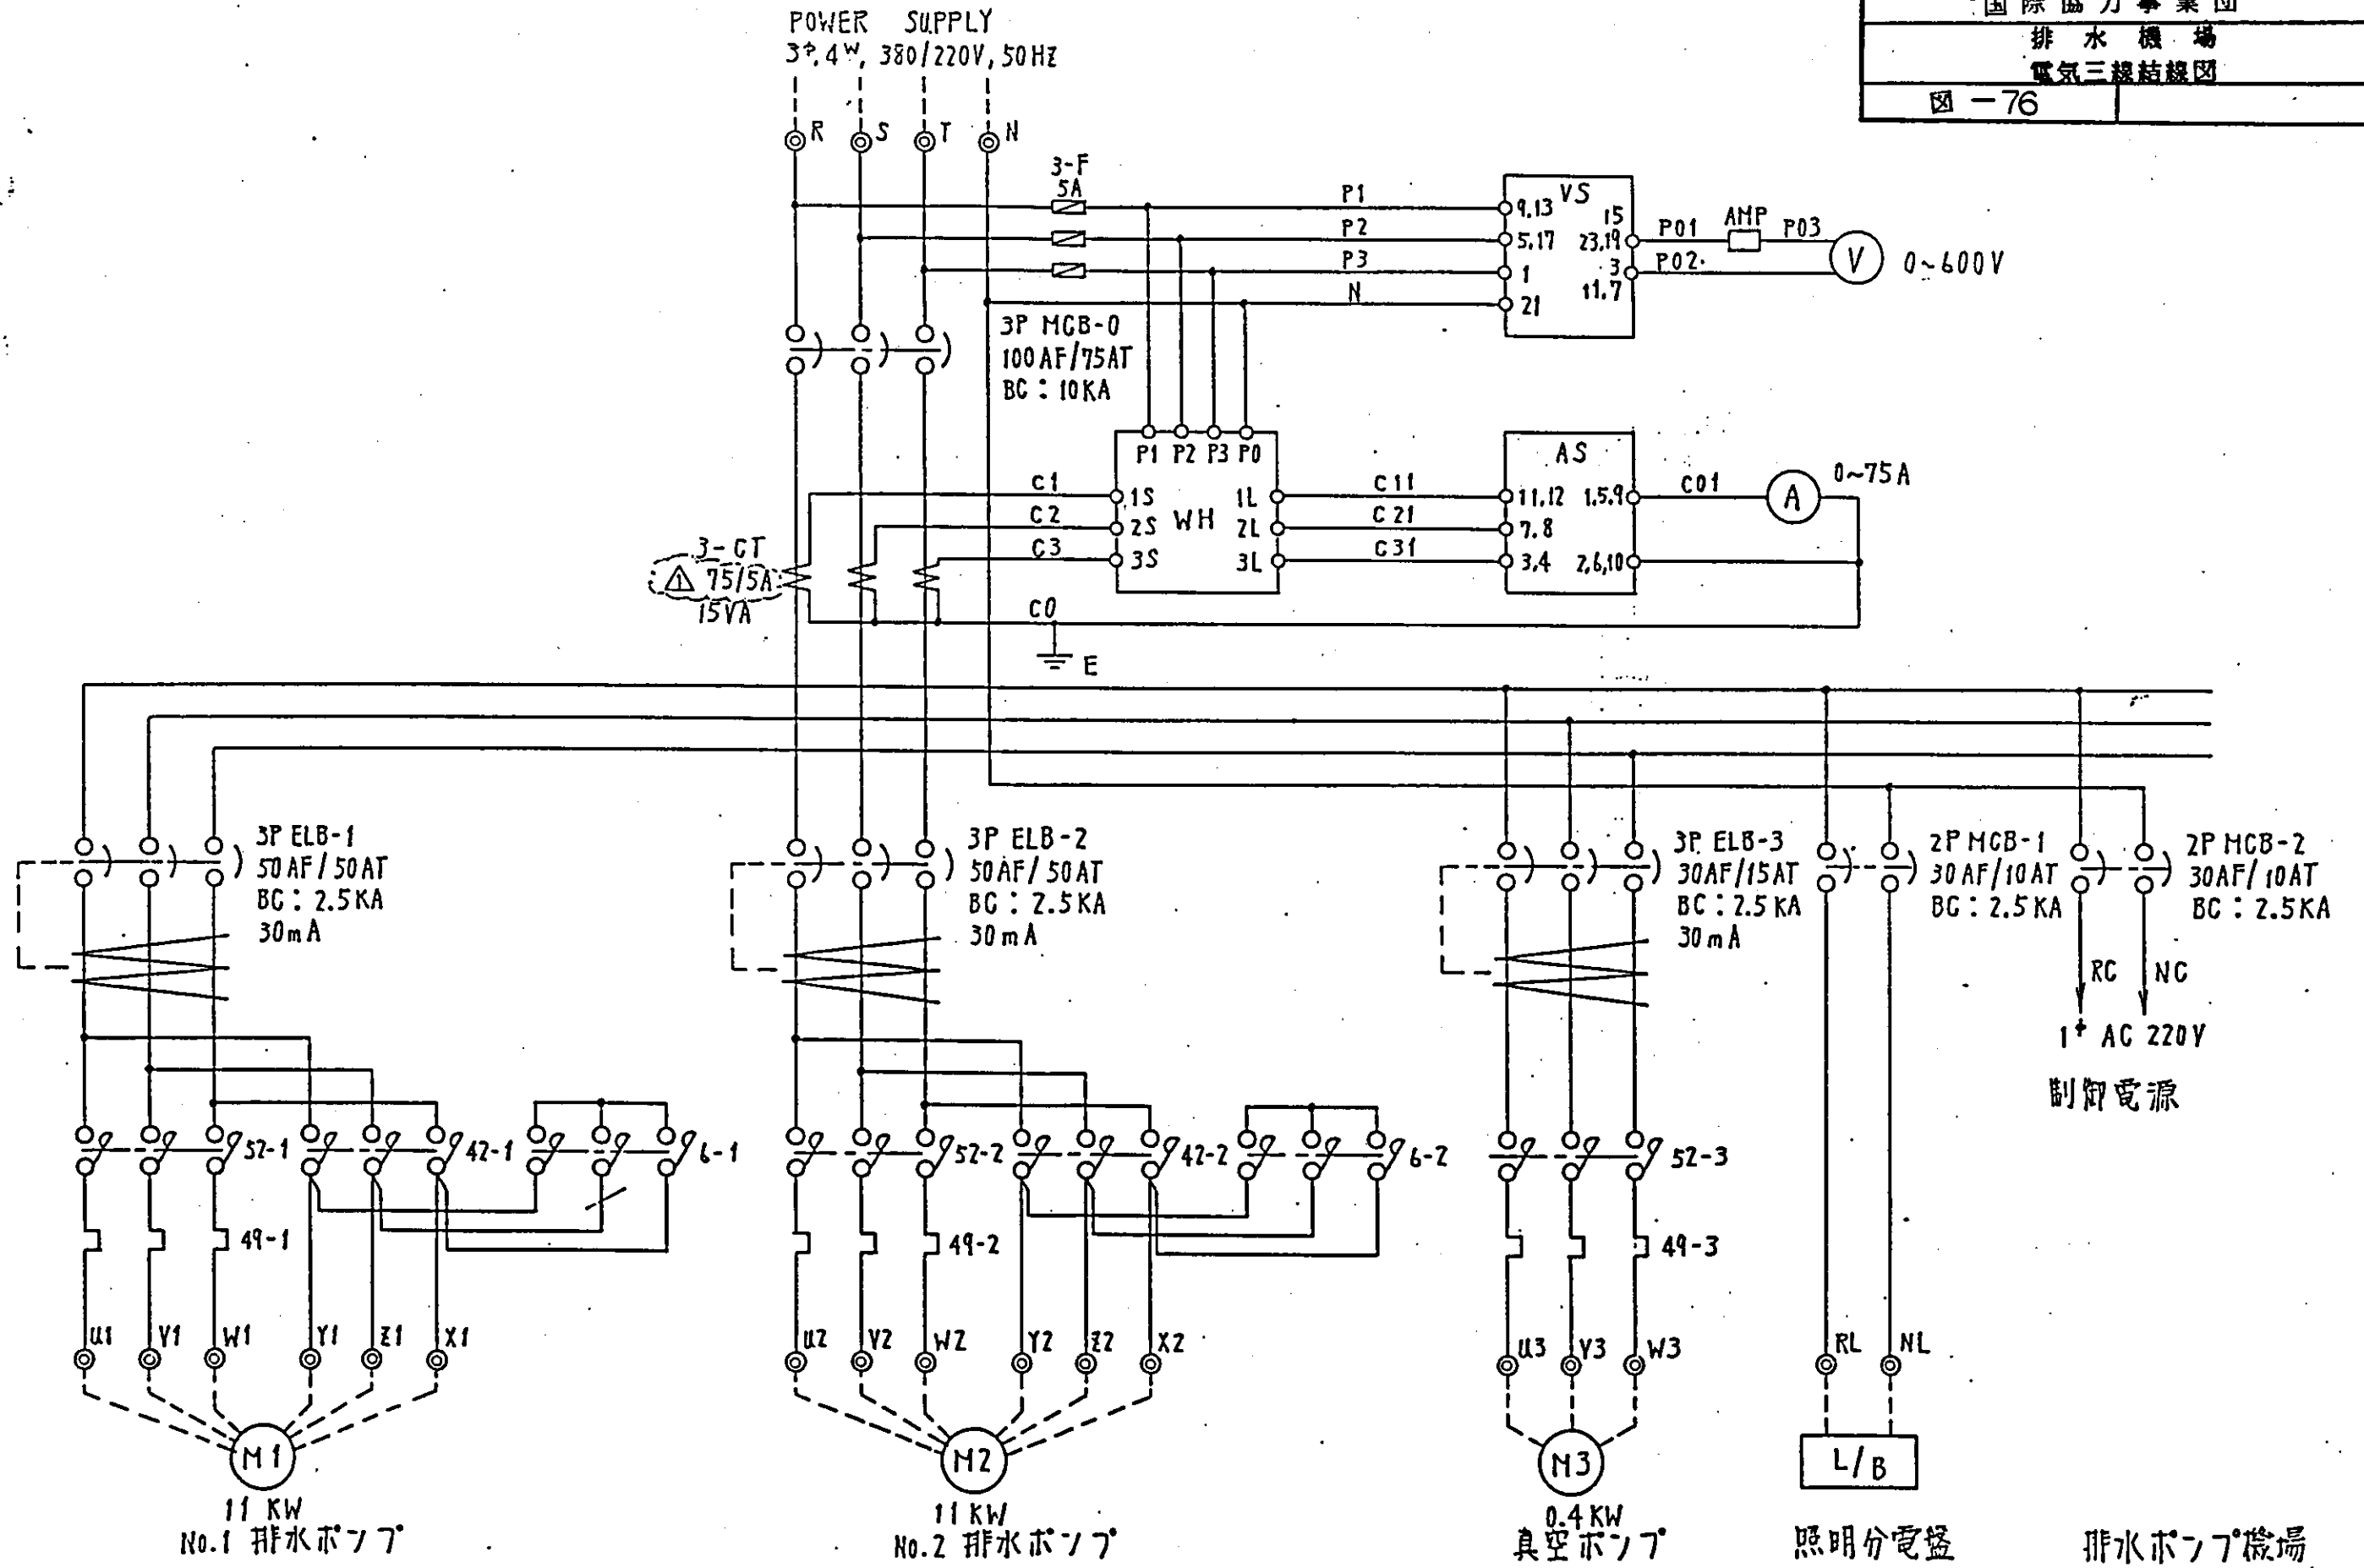 国際協力事業団
排水機場
電気三線結線図
図-76
POWER SUPPLY
3φ, 4W, 380/220V, 50HZ
R S T N
3-F
5A
P1
P2
P3
N
VS
9.13
5.17
1
21
15
23.19
3
11.7
P01
AMP
P03
P02
V
0~600V
3P MCB-0
100AF/75AT
BC: 10KA
P1 P2 P3 P0
WH
1S
2S
3S
1L
2L
3L
C1
C2
C3
C0
C11
C21
C31
AS
11.12
7.8
3.4
1.5.9
2,6,10
C01
A
0~75A
3-CT
1 75/5A
15VA
E
3P ELB-1
50AF/50AT
BC: 2.5KA
30mA
3P ELB-2
50AF/50AT
BC: 2.5KA
30mA
3P ELB-3
30AF/15AT
BC: 2.5KA
30mA
2P MCB-1
30AF/10AT
BC: 2.5KA
2P MCB-2
30AF/10AT
BC: 2.5KA
RC NC
1φ AC 220V
制御電源
52-1
42-1
6-1
52-2
42-2
6-2
52-3
49-1
49-2
49-3
U1 V1 W1 Y1 Z1 X1
U2 V2 W2 Y2 Z2 X2
U3 V3 W3
RL NL
M1
M2
M3
L/B
11 KW
No.1 排水ポンプ
11 KW
No.2 排水ポンプ
0.4KW
真空ポンプ
照明分電盤
排水ポンプ機場